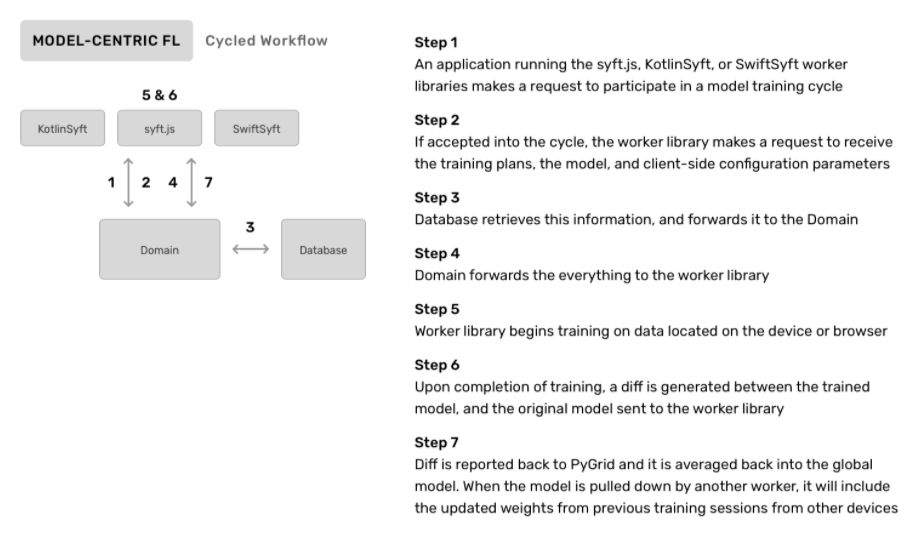 MODEL-CENTRIC FL Cycled Workflow
5 & 6
KotlinSyft syft.js SwiftSyft
1 2 4 7
3
Domain Database
Step 1
An application running the syft.js, KotlinSyft, or SwiftSyft worker
libraries makes a request to participate in a model training cycle
Step 2
If accepted into the cycle, the worker library makes a request to receive
the training plans, the model, and client-side configuration parameters
Step 3
Database retrieves this information, and forwards it to the Domain
Step 4
Domain forwards the everything to the worker library
Step 5
Worker library begins training on data located on the device or browser
Step 6
Upon completion of training, a diff is generated between the trained
model, and the original model sent to the worker library
Step 7
Diff is reported back to PyGrid and it is averaged back into the global
model. When the model is pulled down by another worker, it will include
the updated weights from previous training sessions from other devices